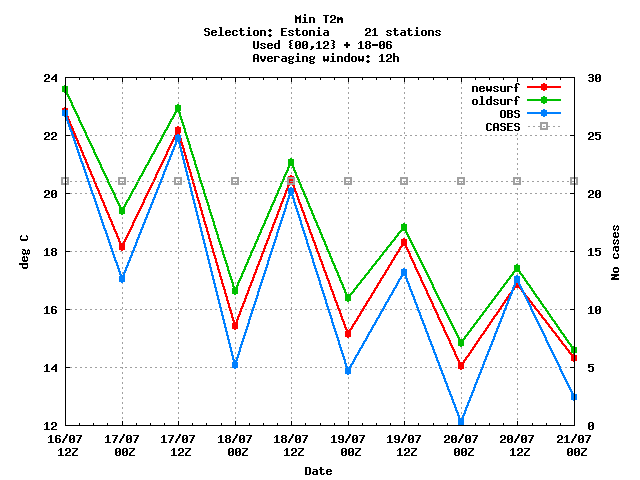 Min T2m
Selection: Estonia 21 stations
Used {00,12} + 18-06
Averaging window: 12h
newsurf
oldsurf
OBS
CASES
24
22
20
18
16
14
12
deg C
30
25
20
15
10
5
0
No cases
16/07 17/07 17/07 18/07 18/07 19/07 19/07 20/07 20/07 21/07
12Z 00Z 12Z 00Z 12Z 00Z 12Z 00Z 12Z 00Z
Date